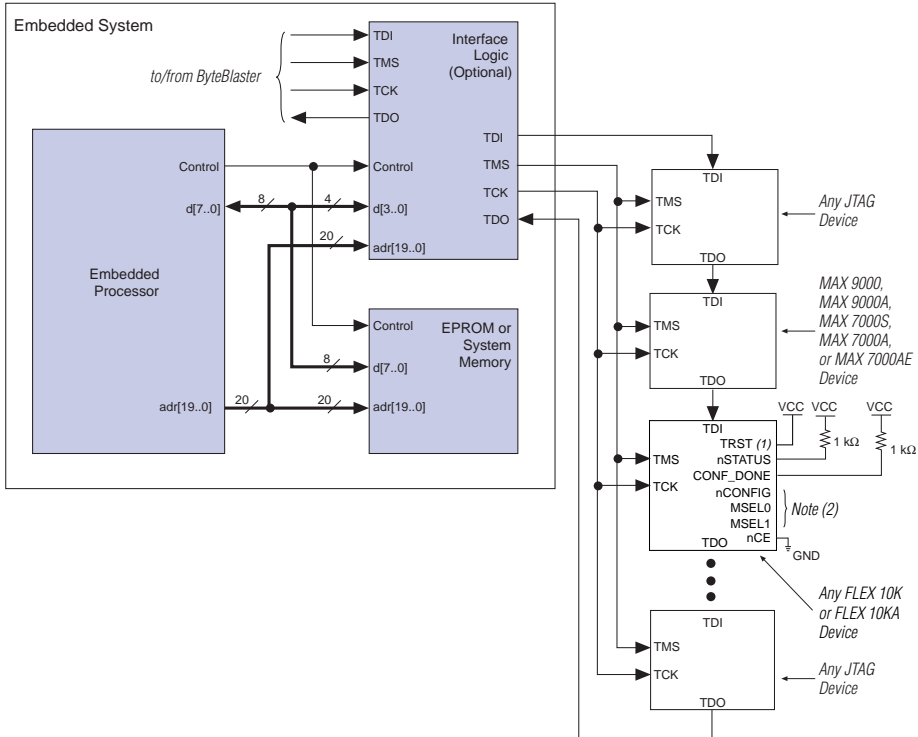 Embedded System
to/from ByteBlaster
TDI
TMS
TCK
TDO
Interface
Logic
(Optional)
TDI
TMS
TCK
TDO
Control
d[3..0]
adr[19..0]
Control
d[7..0]
8
4
20
Embedded
Processor
adr[19..0]
20
20
8
Control
d[7..0]
adr[19..0]
EPROM or
System
Memory
TDI
TMS
TCK
TDO
Any JTAG
Device
TDI
TMS
TCK
TDO
MAX 9000,
MAX 9000A,
MAX 7000S,
MAX 7000A,
or MAX 7000AE
Device
VCC
VCC
VCC
1 kΩ
1 kΩ
TDI
TRST (1)
nSTATUS
TMS
CONF_DONE
TCK
nCONFIG
MSEL0
MSEL1
nCE
TDO
Note (2)
GND
Any FLEX 10K
or FLEX 10KA
Device
TDI
TMS
TCK
TDO
Any JTAG
Device